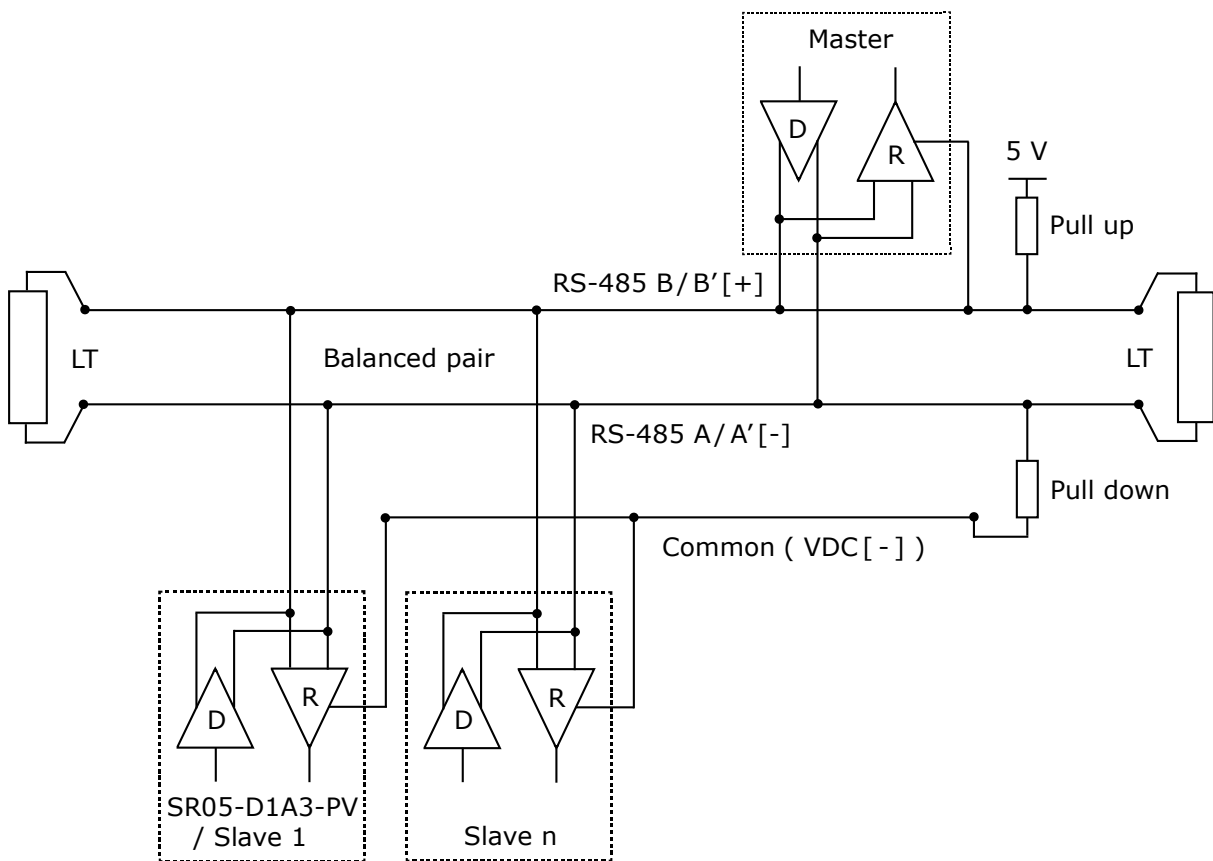 Master
D
R
5 V
Pull up
RS-485 B/B′[+]
LT
Balanced pair
LT
RS-485 A/A′[-]
Pull down
Common ( VDC[-] )
D
R
D
R
SR05-D1A3-PV
/ Slave 1
Slave n